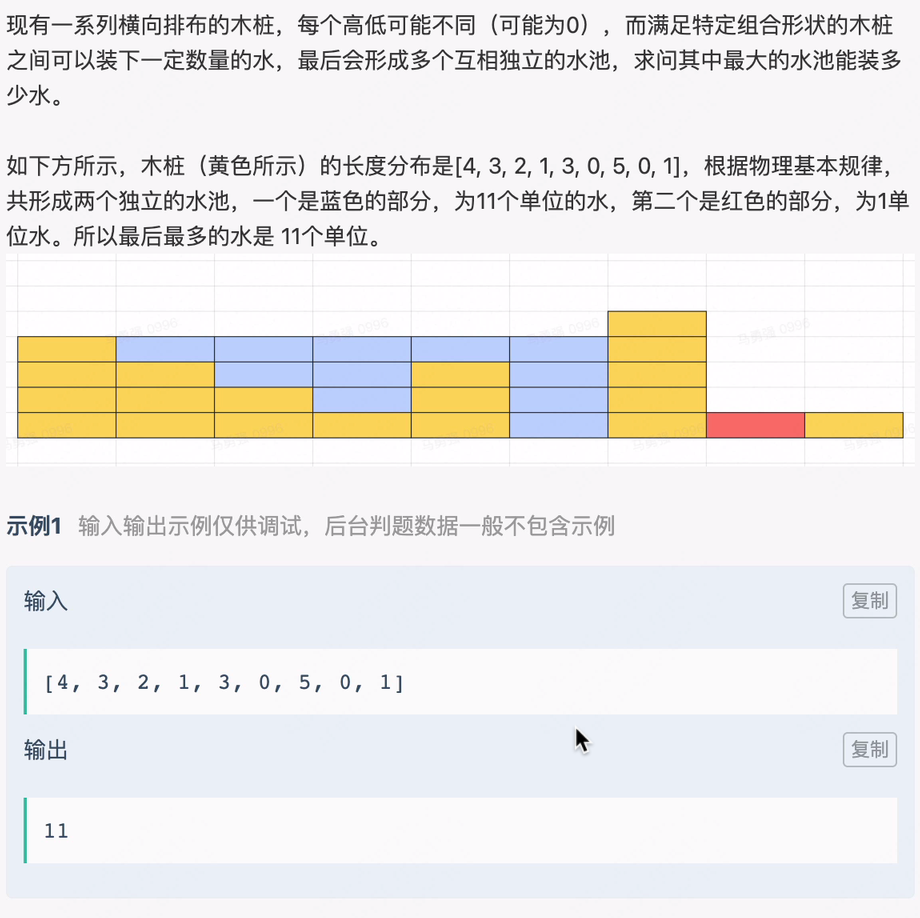 现有一系列横向排布的木桩，每个高低可能不同（可能为0），而满足特定组合形状的木桩
之间可以装下一定数量的水，最后会形成多个互相独立的水池，求问其中最大的水池能装多
少水。
如下方所示，木桩（黄色所示）的长度分布是[4, 3, 2, 1, 3, 0, 5, 0, 1]，根据物理基本规律，
共形成两个独立的水池，一个是蓝色的部分，为11个单位的水，第二个是红色的部分，为1单
位水。所以最后最多的水是 11个单位。
示例1 输入输出示例仅供调试，后台判题数据一般不包含示例
输入 复制
[4, 3, 2, 1, 3, 0, 5, 0, 1]
输出 复制
11